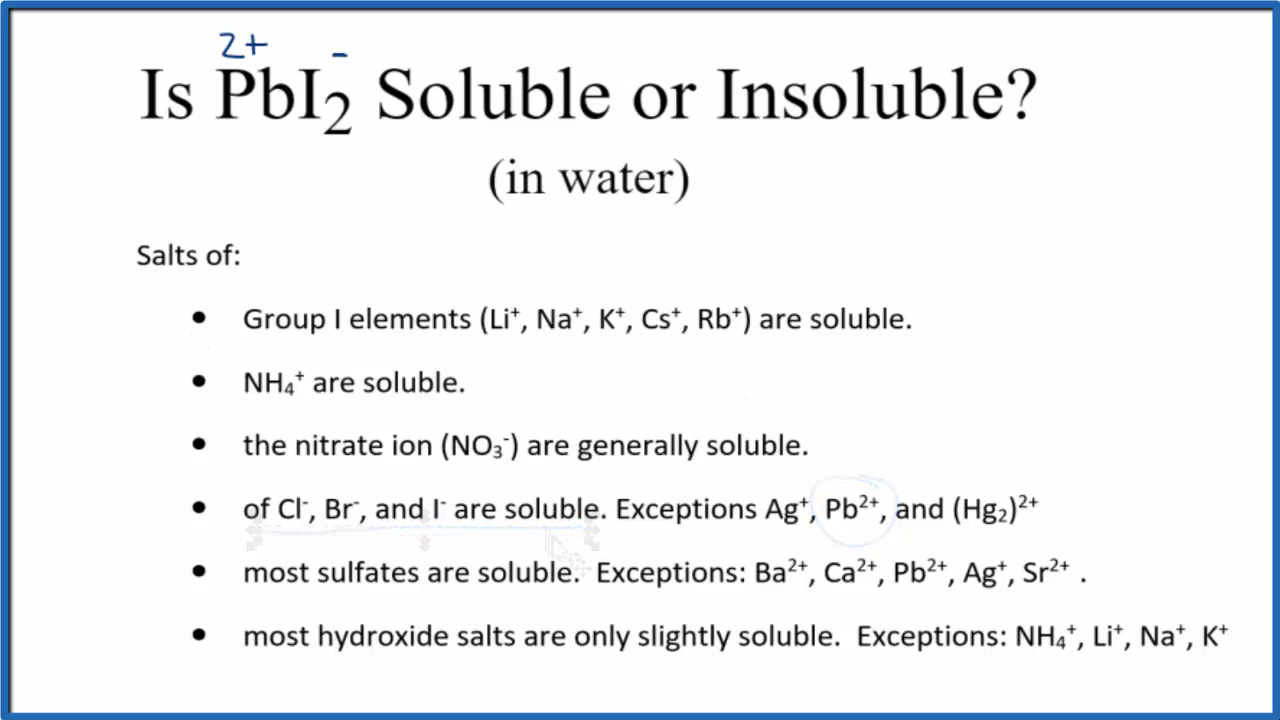 2+ -
Is PbI₂ Soluble or Insoluble?
(in water)
Salts of:
• Group I elements (Li⁺, Na⁺, K⁺, Cs⁺, Rb⁺) are soluble.
• NH₄⁺ are soluble.
• the nitrate ion (NO₃⁻) are generally soluble.
• of Cl⁻, Br⁻, and I⁻ are soluble. Exceptions Ag⁺, Pb²⁺, and (Hg₂)²⁺
• most sulfates are soluble.  Exceptions: Ba²⁺, Ca²⁺, Pb²⁺, Ag⁺, Sr²⁺ .
• most hydroxide salts are only slightly soluble.  Exceptions: NH₄⁺, Li⁺, Na⁺, K⁺